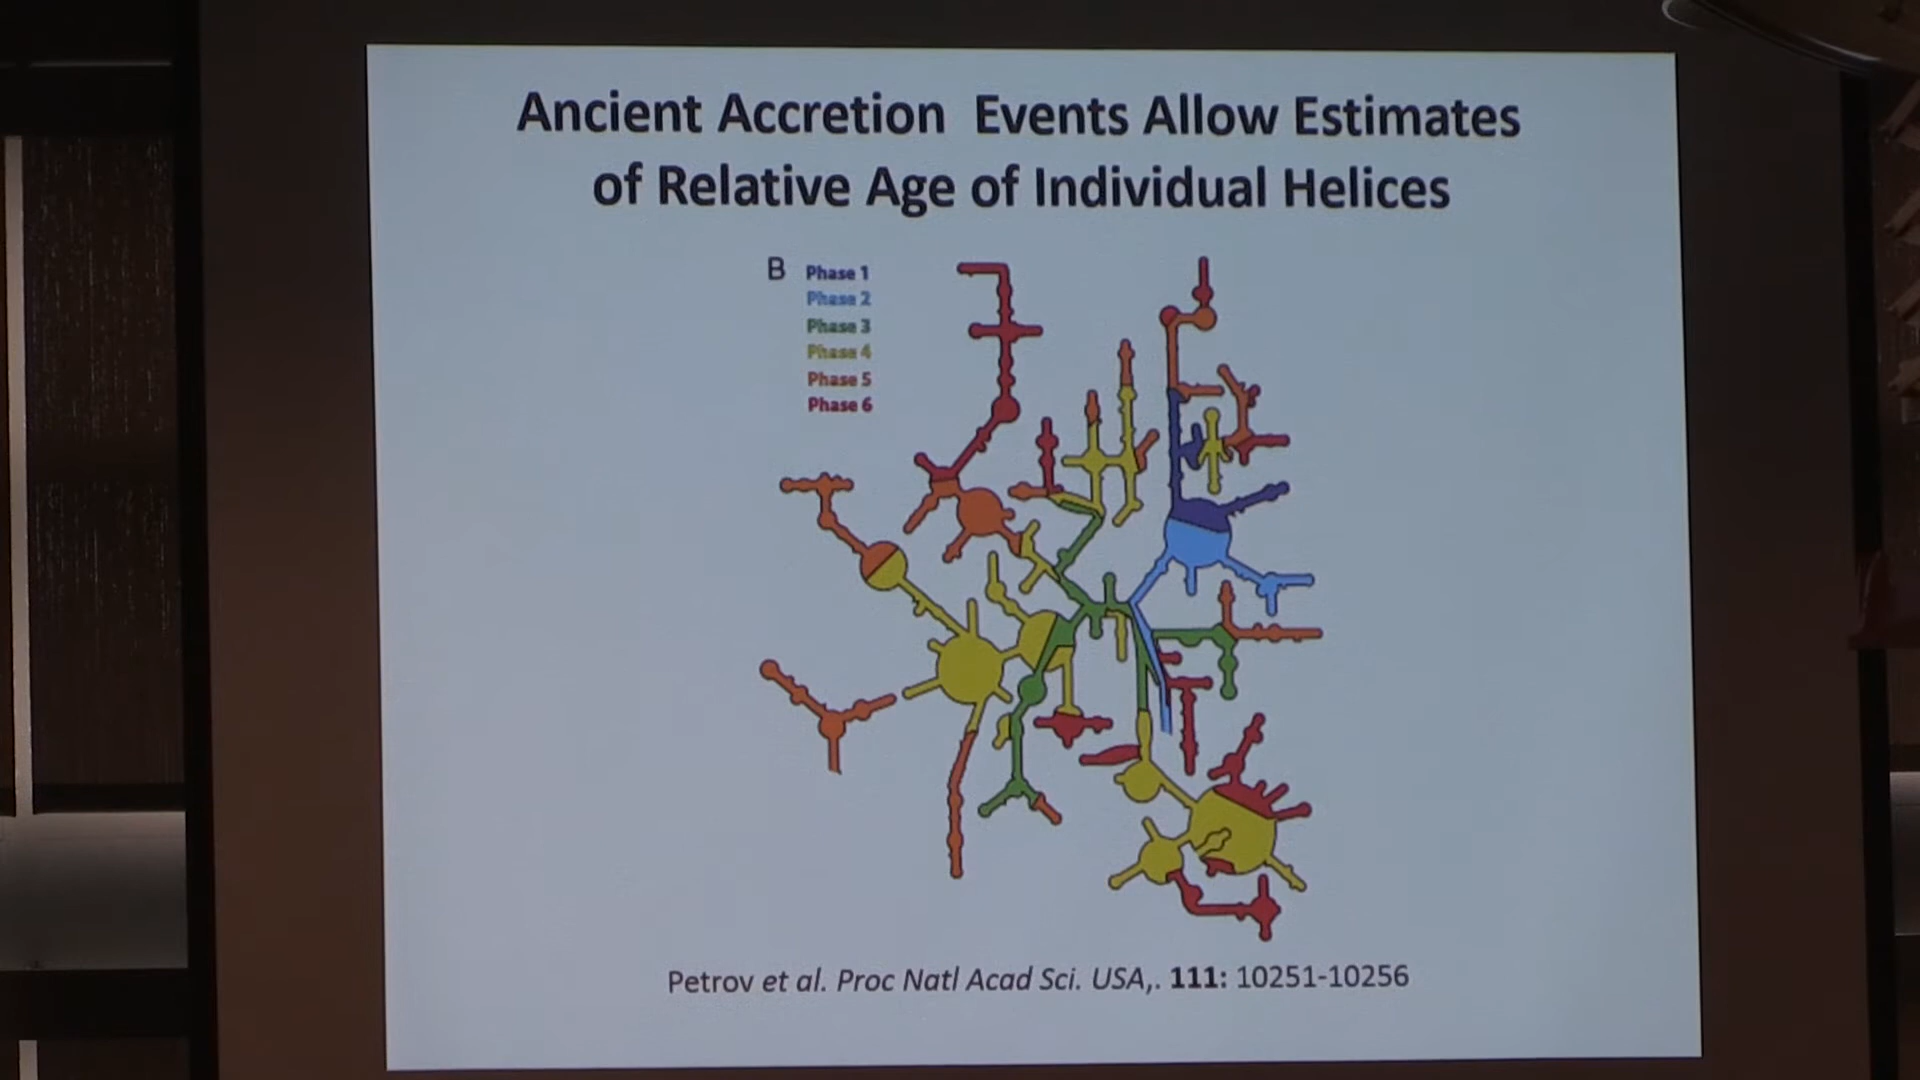 Ancient Accretion Events Allow Estimates
of Relative Age of Individual Helices
B Phase 1
Phase 2
Phase 3
Phase 4
Phase 5
Phase 6
Petrov et al. Proc Natl Acad Sci. USA,. 111: 10251-10256